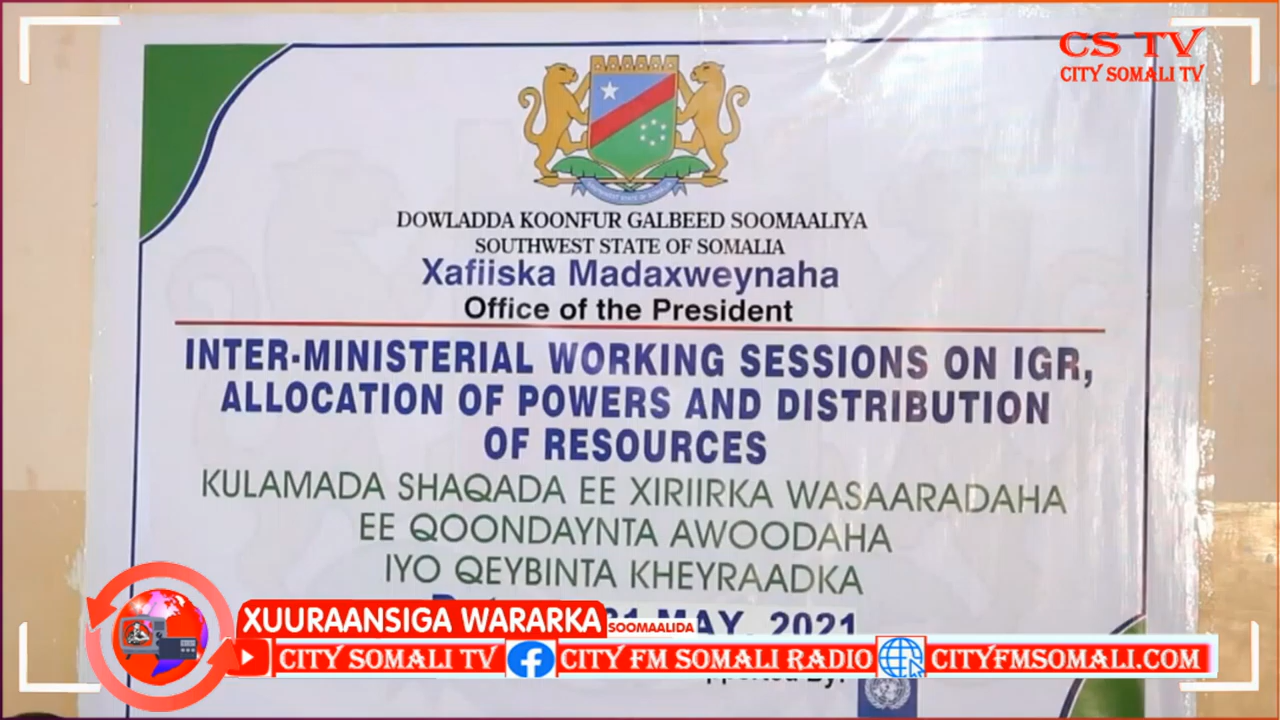 CS TV
CITY SOMALI TV
DOWLADDA KOONFUR GALBEED SOOMAALIYA
SOUTHWEST STATE OF SOMALIA
Xafiiska Madaxweynaha
Office of the President
INTER-MINISTERIAL WORKING SESSIONS ON IGR,
ALLOCATION OF POWERS AND DISTRIBUTION
OF RESOURCES
KULAMADA SHAQADA EE XIRIIRKA WASAARADAHA
EE QOONDAYNTA AWOODAHA
IYO QEYBINTA KHEYRAADKA
MAY, 2021
XUURAANSIGA WARARKA
SOOMAALIDA
CITY SOMALI TV CITY FM SOMALI RADIO CITYFMSOMALI.COM
By: